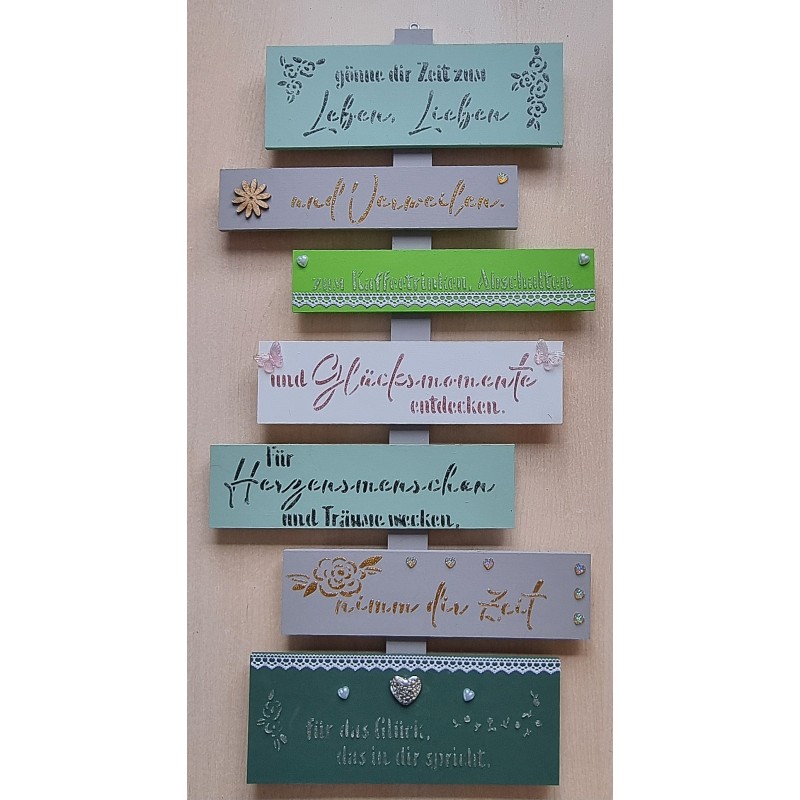 gönne dir Zeit zum
Leben, Lieben
und Verweilen.
zum Kaffeetrinken, Abschalten
und Glücksmomente
entdecken.
Für
Herzensmenschen
und Träume wecken,
nimm dir Zeit
für das Glück,
das in dir spricht.